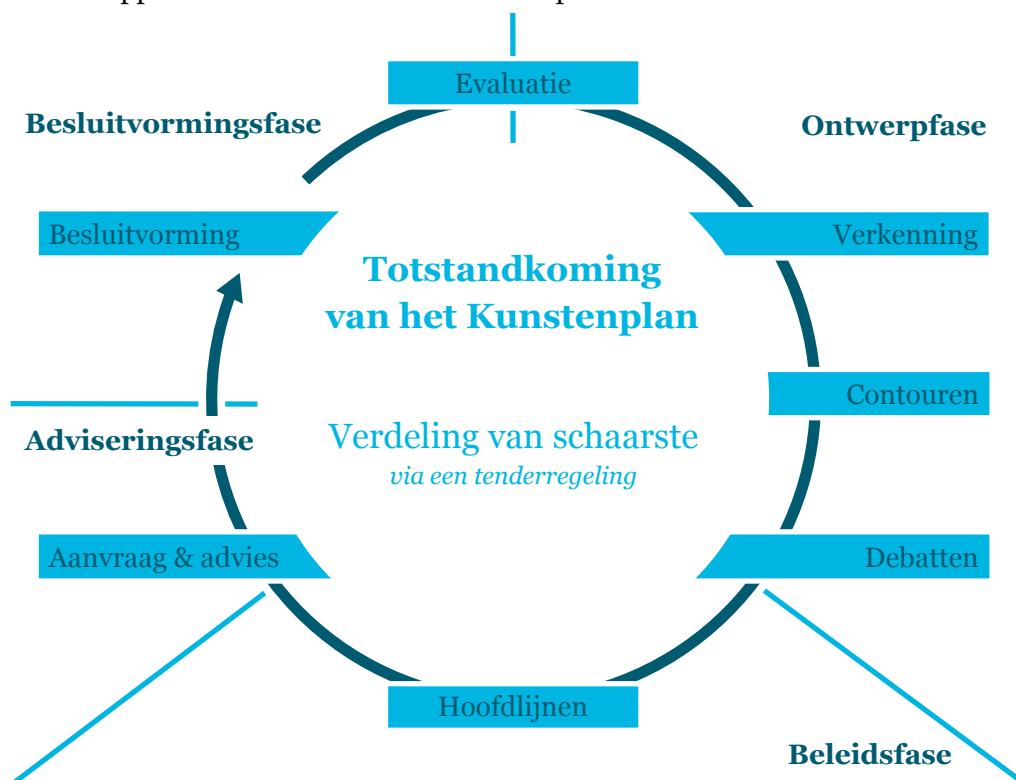 Evaluatie
Besluitvormingsfase
Ontwerpfase
Besluitvorming
Verkenning
Totstandkoming
van het Kunstenplan
Contouren
Adviseringsfase
Verdeling van schaarste
via een tenderregeling
Aanvraag & advies
Debatten
Hoofdlijnen
Beleidsfase